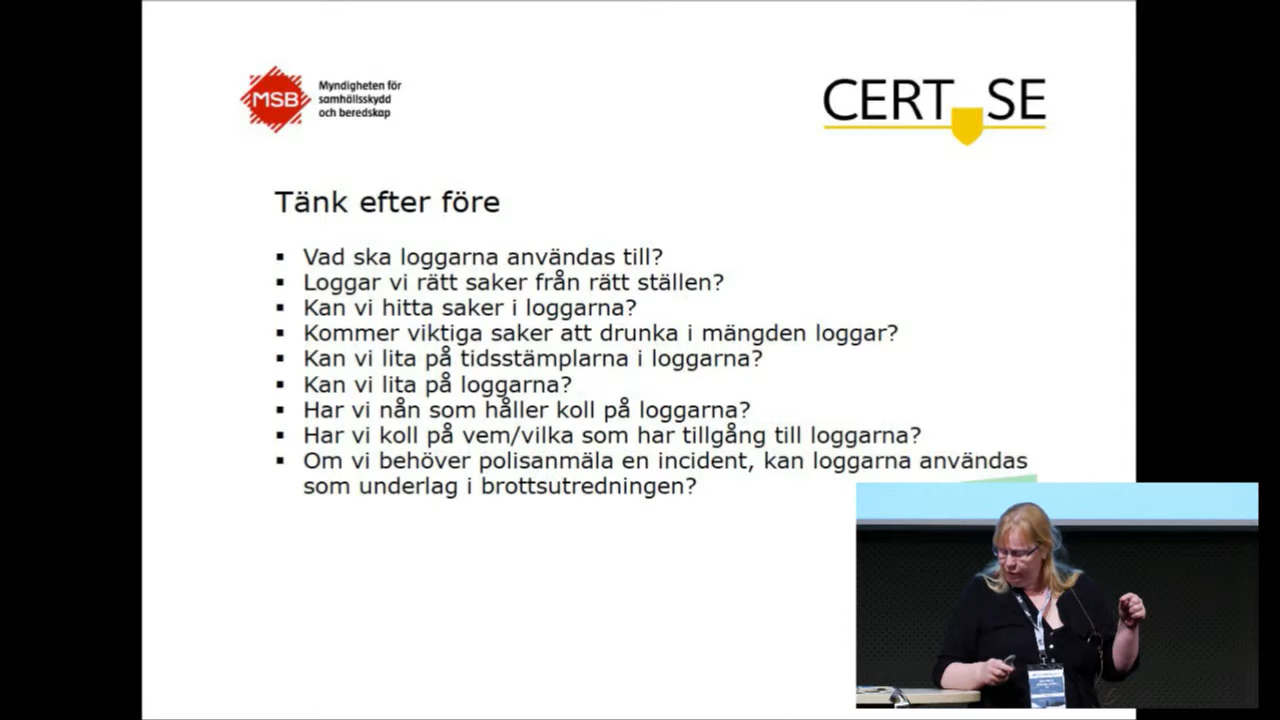 MSB
Myndigheten för
samhällsskydd
och beredskap
CERT SE
Tänk efter före
▪ Vad ska loggarna användas till?
▪ Loggar vi rätt saker från rätt ställen?
▪ Kan vi hitta saker i loggarna?
▪ Kommer viktiga saker att drunka i mängden loggar?
▪ Kan vi lita på tidsstämplarna i loggarna?
▪ Kan vi lita på loggarna?
▪ Har vi nån som håller koll på loggarna?
▪ Har vi koll på vem/vilka som har tillgång till loggarna?
▪ Om vi behöver polisanmäla en incident, kan loggarna användas
som underlag i brottsutredningen?